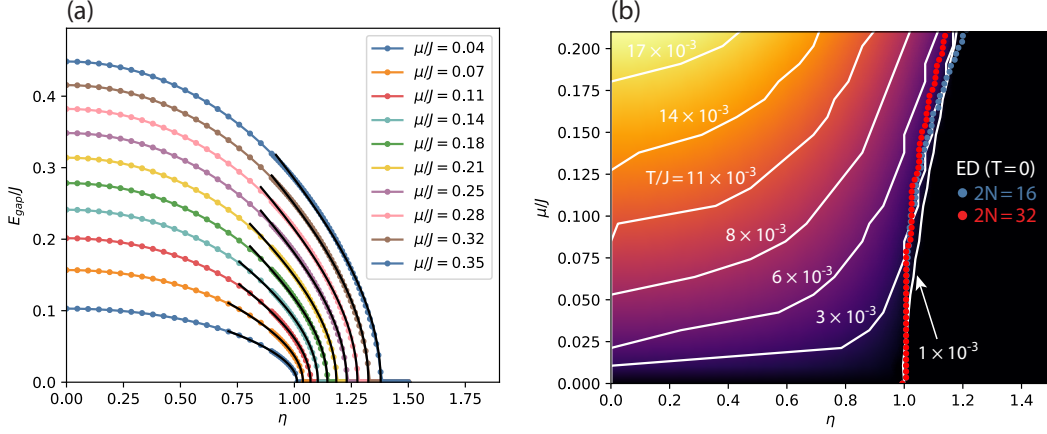 (a)
E_gap/J
0.4
0.3
0.2
0.1
0.0
0.00 0.25 0.50 0.75 1.00 1.25 1.50 1.75
η
μ/J = 0.04
μ/J = 0.07
μ/J = 0.11
μ/J = 0.14
μ/J = 0.18
μ/J = 0.21
μ/J = 0.25
μ/J = 0.28
μ/J = 0.32
μ/J = 0.35
(b)
μ/J
0.200
0.175
0.150
0.125
0.100
0.075
0.050
0.025
0.000
0.0 0.2 0.4 0.6 0.8 1.0 1.2 1.4
η
17 × 10⁻³
14 × 10⁻³
T/J = 11 × 10⁻³
8 × 10⁻³
6 × 10⁻³
3 × 10⁻³
1 × 10⁻³
ED (T=0)
2N=16
2N=32